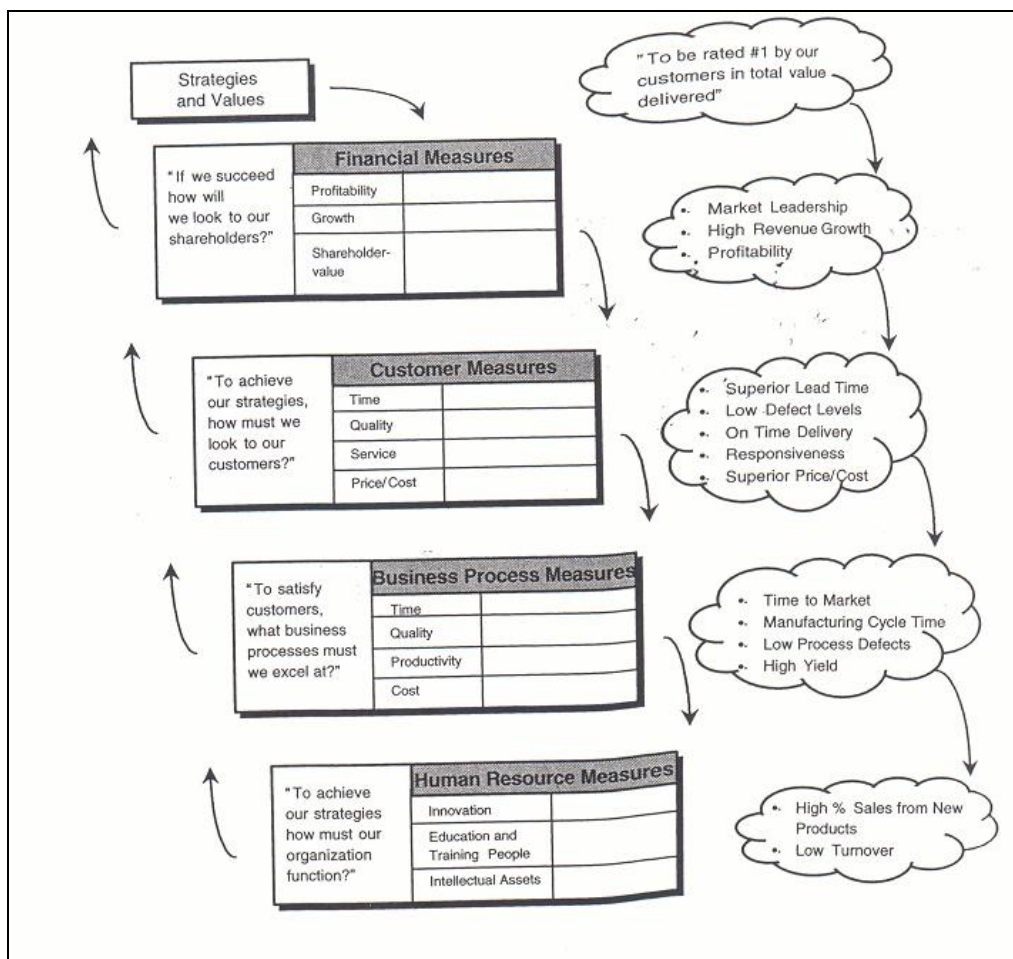 Strategies
and Values
"If we succeed
how will
we look to our
shareholders?"
Financial Measures
Profitability
Growth
Shareholder-
value
"To achieve
our strategies,
how must we
look to our
customers?"
Customer Measures
Time
Quality
Service
Price/Cost
"To satisfy
customers,
what business
processes must
we excel at?"
Business Process Measures
Time
Quality
Productivity
Cost
"To achieve
our strategies
how must our
organization
function?"
Human Resource Measures
Innovation
Education and
Training People
Intellectual Assets
"To be rated #1 by our
customers in total value
delivered"
• Market Leadership
• High Revenue Growth
• Profitability
• Superior Lead Time
• Low Defect Levels
• On Time Delivery
• Responsiveness
• Superior Price/Cost
• Time to Market
• Manufacturing Cycle Time
• Low Process Defects
• High Yield
• High % Sales from New
Products
• Low Turnover